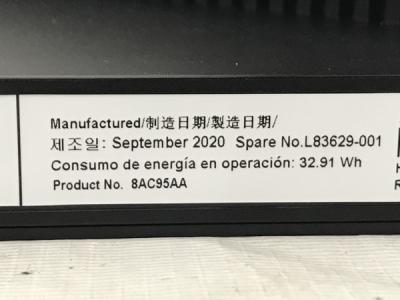 Manufactured/制造日期/製造日期/
제조일: September 2020 Spare No.L83629-001
Consumo de energía en operación: 32.91 Wh
Product No. 8AC95AA